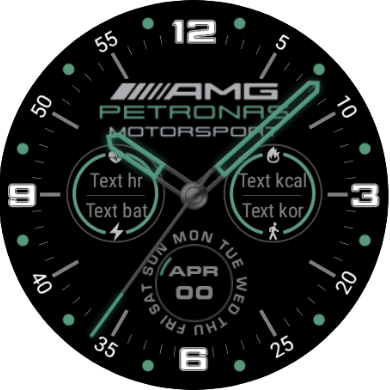 12
55
5
50
10
AMG
PETRONAS
MOTORSPORT
Text hr
Text kcal
9
3
Text bat
Text kor
SUN MON TUE WED THU FRI SAT
APR
00
40
20
35
25
6